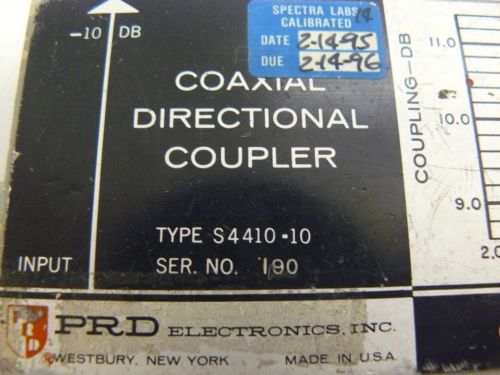 SPECTRA LABS
CALIBRATED
DATE 2-14-95
DUE 2-14-96
-10 DB
COAXIAL
DIRECTIONAL
COUPLER
TYPE S4410-10
SER. NO. 190
INPUT
COUPLING-DB
11.0
10.0
9.0
2.0
PRD ELECTRONICS, INC.
WESTBURY, NEW YORK MADE IN U.S.A.